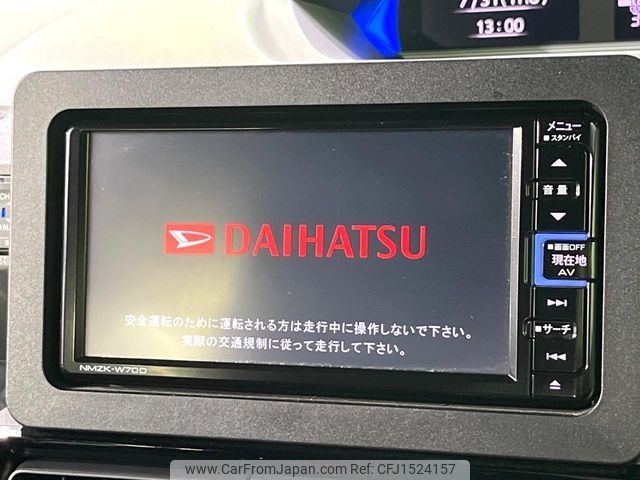 13:00
メニュー
■スタンバイ
音量
DAIHATSU
■画面OFF
現在地
AV
安全運転のために運転される方は走行中に操作しないで下さい。
実際の交通規制に従って走行して下さい。
■サーチ
NMZK-W70D
www.CarFromJapan.com © CarFromJapan - CFJ1524157